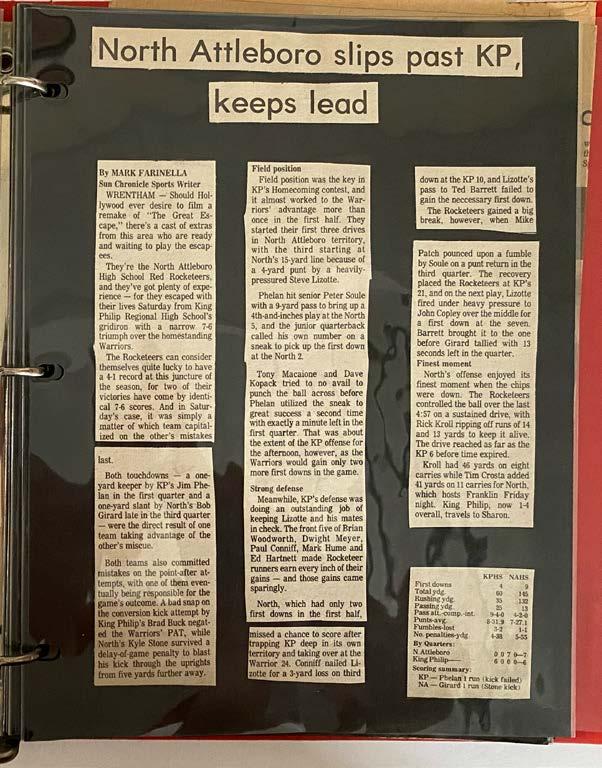 North Attleboro slips past KP,
keeps lead
By MARK FARINELLA
Sun Chronicle Sports Writer
WRENTHAM — Should Hol-
lywood ever desire to film a
remake of "The Great Es-
cape," there's a cast of extras
from this area who are ready
and waiting to play the escap-
ees.
They're the North Attleboro
High School Red Rocketeers,
and they've got plenty of expe-
rience — for they escaped with
their lives Saturday from King
Philip Regional High School's
gridiron with a narrow 7-6
triumph over the homestanding
Warriors.
The Rocketeers can consider
themselves quite lucky to have
a 4-1 record at this juncture of
the season, for two of their
victories have come by identi-
cal 7-6 scores. And in Satur-
day's case, it was simply a
matter of which team capital-
ized on the other's mistakes
last.
Both touchdowns — a one-
yard keeper by KP's Jim Phe-
lan in the first quarter and a
one-yard slant by North's Bob
Girard late in the third quarter
— were the direct result of one
team taking advantage of the
other's miscue.
Both teams also committed
mistakes on the point-after at-
tempts, with one of them even-
tually being responsible for the
game's outcome. A bad snap on
the conversion kick attempt by
King Philip's Brad Buck negat-
ed the Warriors' PAT, while
North's Kyle Stone survived a
delay-of-game penalty to blast
his kick through the uprights
from five yards further away.
Field position
Field position was the key in
KP's Homecoming contest, and
it almost worked to the War-
riors' advantage more than
once in the first half. They
started their first three drives
in North Attleboro territory,
with the third starting at
North's 15-yard line because of
a 4-yard punt by a heavily-
pressured Steve Lizotte.
Phelan hit senior Peter Soule
with a 9-yard pass to bring up a
4th-and-inches play at the North
5, and the junior quarterback
called his own number on a
sneak to pick up the first down
at the North 2.
Tony Macaione and Dave
Kopack tried to no avail to
punch the ball across before
Phelan utilized the sneak to
great success a second time
with exactly a minute left in the
first quarter. That was about
the extent of the KP offense for
the afternoon, however, as the
Warriors would gain only two
more first downs in the game.
Strong defense
Meanwhile, KP's defense was
doing an outstanding job of
keeping Lizotte and his mates
in check. The front five of Brian
Woodworth, Dwight Meyer,
Paul Conniff, Mark Hume and
Ed Hartnett made Rocketeer
runners earn every inch of their
gains — and those gains came
sparingly.
North, which had only two
first downs in the first half,
missed a chance to score after
trapping KP deep in its own
territory and taking over at the
Warrior 24. Conniff nailed Li-
zotte for a 3-yard loss on third
down at the KP 10, and Lizotte's
pass to Ted Barrett failed to
gain the neccessary first down.
The Rocketeers gained a big
break, however, when Mike
Patch pounced upon a fumble
by Soule on a punt return in the
third quarter. The recovery
placed the Rocketeers at KP's
21, and on the next play, Lizotte
fired under heavy pressure to
John Copley over the middle for
a first down at the seven.
Barrett brought it to the one
before Girard tallied with 13
seconds left in the quarter.
Finest moment
North's offense enjoyed its
finest moment when the chips
were down. The Rocketeers
controlled the ball over the last
4:57 on a sustained drive, with
Rick Kroll ripping off runs of 14
and 13 yards to keep it alive.
The drive reached as far as the
KP 6 before time expired.
Kroll had 46 yards on eight
carries while Tim Crosta added
41 yards on 11 carries for North,
which hosts Franklin Friday
night. King Philip, now 1-4
overall, travels to Sharon.
KPHS NAHS
First downs 4 9
Total ydg. 60 145
Rushing ydg. 35 132
Passing ydg. 25 13
Pass att.-comp.-int. 9-4-0 4-2-0
Punts-avg. 8-31.9 7-27.1
Fumbles-lost 3-2 1-1
No. penalties-ydg. 4-38 5-55
By Quarters:
N.Attleboro 0 0 7 0—7
King Philip— 6 0 0 0—6
Scoring summary:
KP — Phelan 1 run (kick failed)
NA — Girard 1 run (Stone kick)